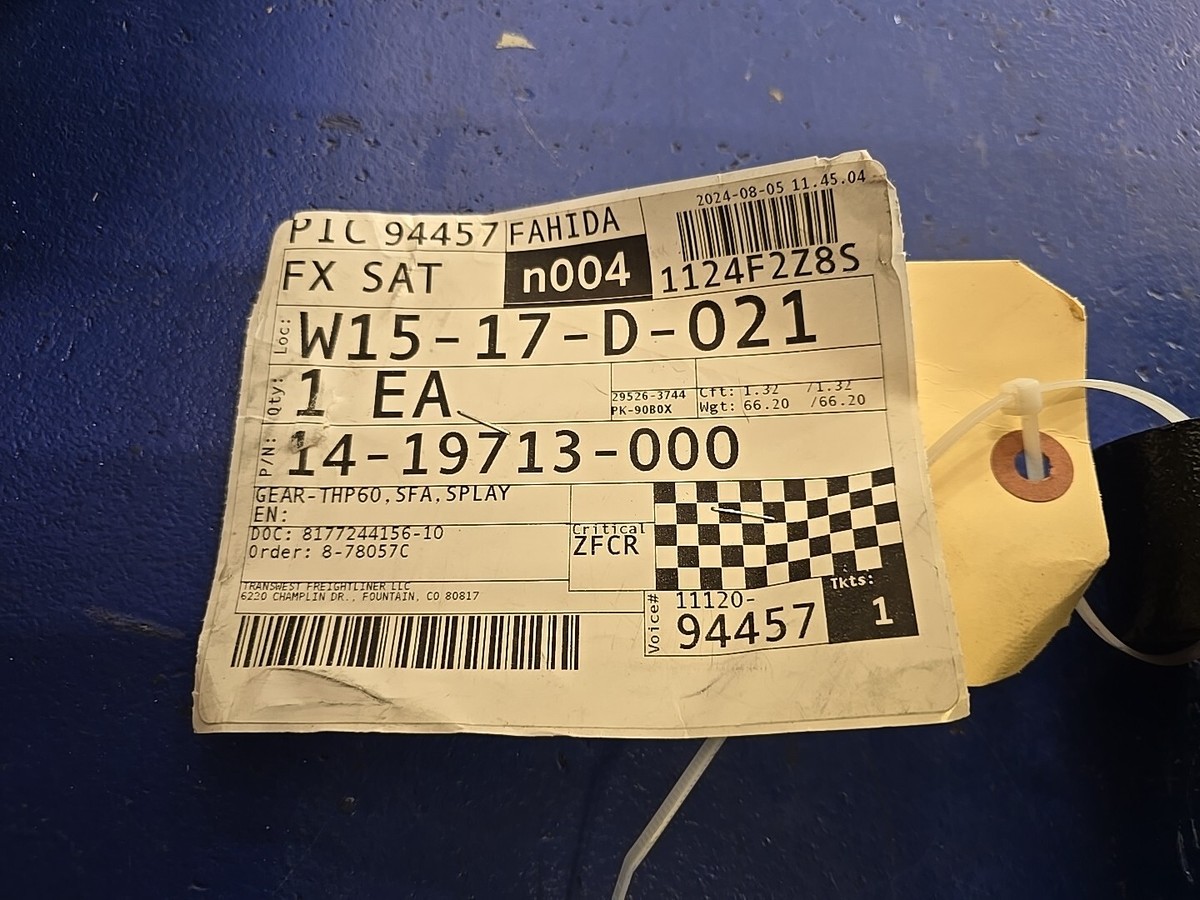 2024-08-05 11.45.04
PIC 94457 FAHIDA
FX SAT n004 1124F2Z8S
Loc: W15-17-D-021
Qty: 1 EA
29526-3744 Cft: 1.32 /1.32
PK-90BOX Wgt: 66.20 /66.20
P/N: 14-19713-000
GEAR-THP60,SFA,SPLAY
EN:
DOC: 8177244156-10
Order: 8-78057C
Critical
ZFCR
TRANSWEST FREIGHTLINER LLC
6220 CHAMPLIN DR., FOUNTAIN, CO 80817
Voice# 11120-
94457
Tkts:
1